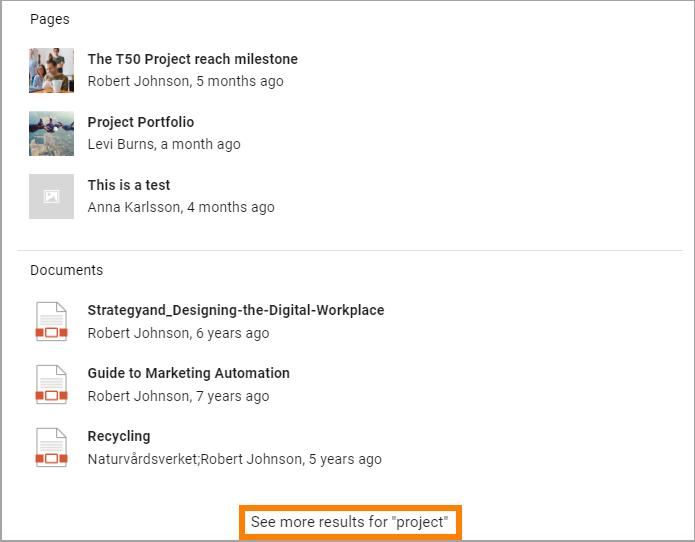 Pages
The T50 Project reach milestone
Robert Johnson, 5 months ago
Project Portfolio
Levi Burns, a month ago
This is a test
Anna Karlsson, 4 months ago
Documents
Strategyand_Designing-the-Digital-Workplace
Robert Johnson, 6 years ago
Guide to Marketing Automation
Robert Johnson, 7 years ago
Recycling
Naturvårdsverket;Robert Johnson, 5 years ago
See more results for "project"